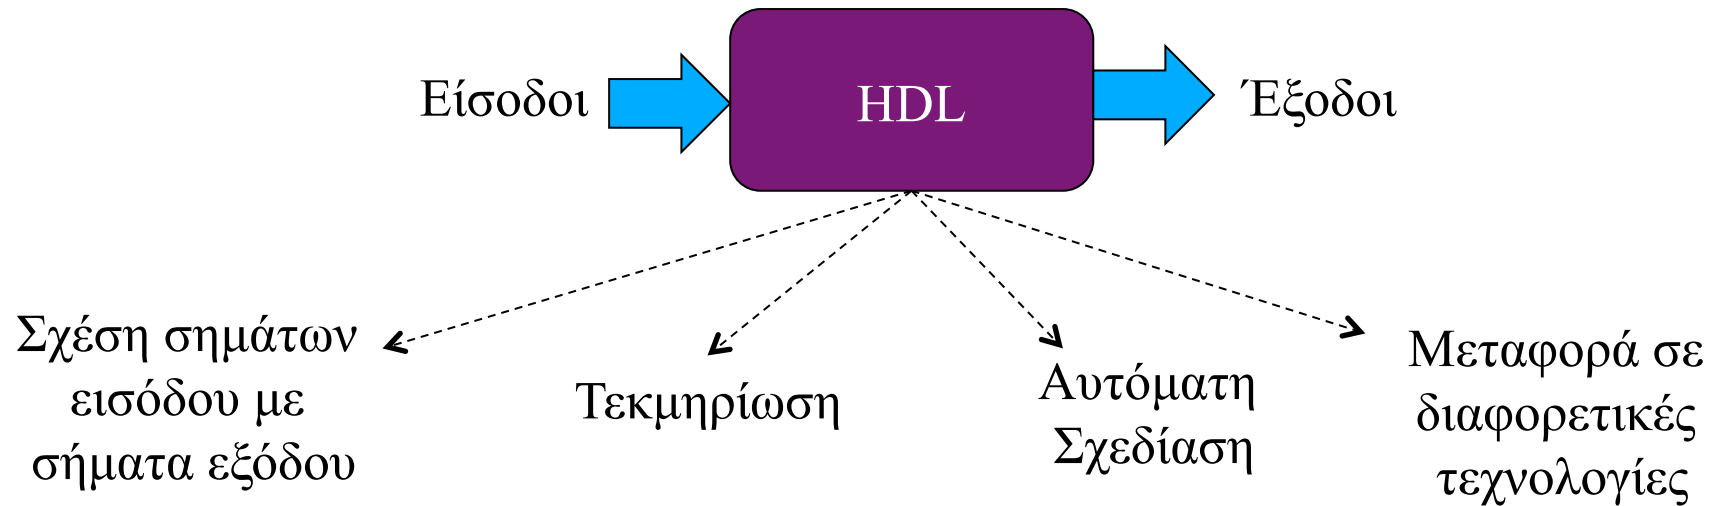 Είσοδοι
HDL
Έξοδοι
Σχέση σημάτων
εισόδου με
σήματα εξόδου
Τεκμηρίωση
Αυτόματη
Σχεδίαση
Μεταφορά σε
διαφορετικές
τεχνολογίες